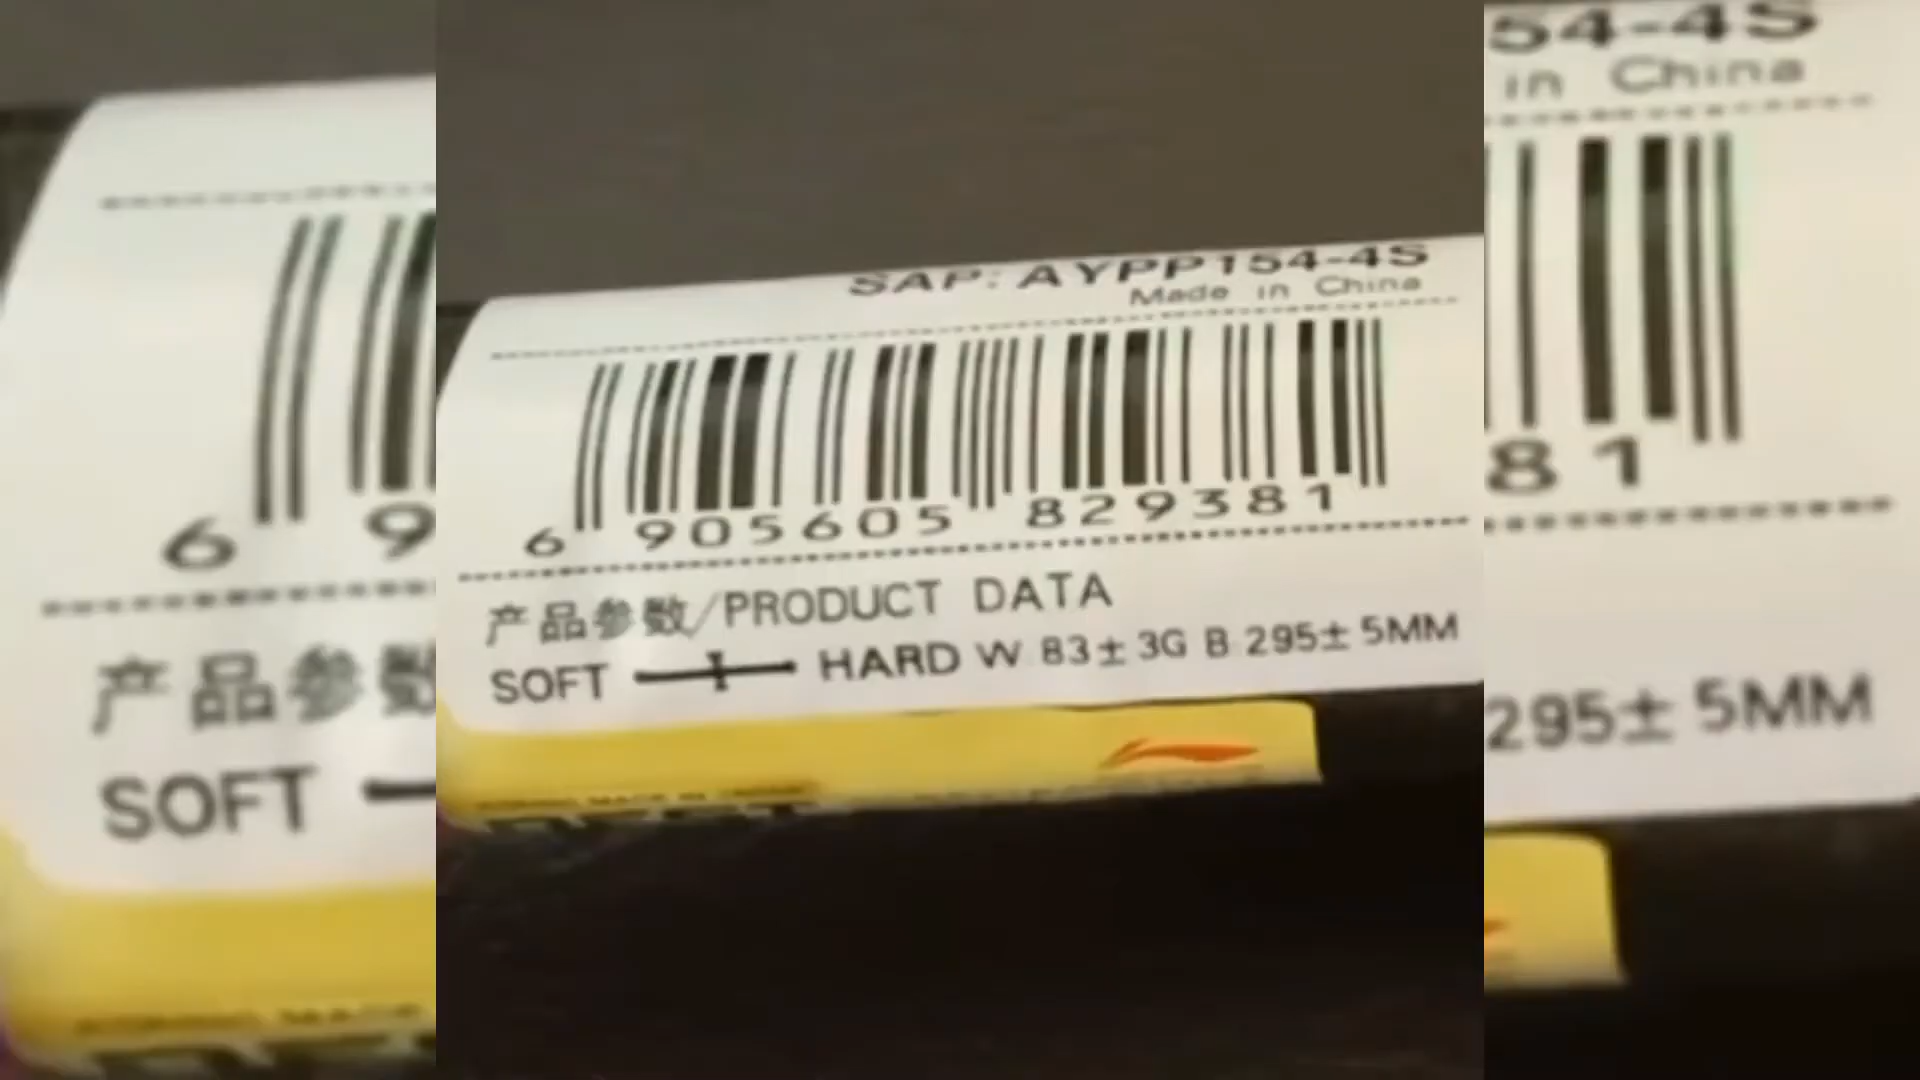 SAP: AYPP154-4S
Made in China
6 905605 829381
产品参数/PRODUCT DATA
SOFT HARD W 83± 3G B 295± 5MM